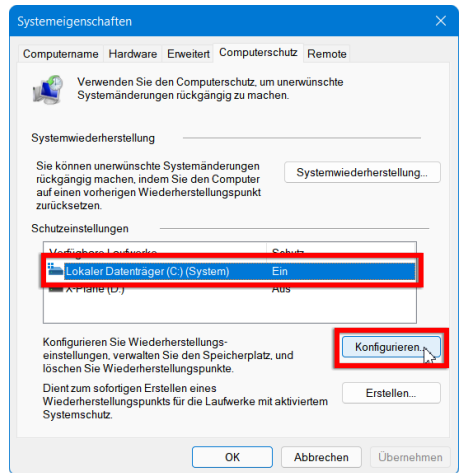 Systemeigenschaften
Computername Hardware Erweitert Computerschutz Remote
Verwenden Sie den Computerschutz, um unerwünschte
Systemänderungen rückgängig zu machen.
Systemwiederherstellung
Sie können unerwünschte Systemänderungen
rückgängig machen, indem Sie den Computer
auf einen vorherigen Wiederherstellungspunkt
zurücksetzen.
Systemwiederherstellung...
Schutzeinstellungen
Verfügbare Laufwerke Schutz
Lokaler Datenträger (C:) (System) Ein
X-Plane (D:) Aus
Konfigurieren Sie Wiederherstellungs-
einstellungen, verwalten Sie den Speicherplatz, und
löschen Sie Wiederherstellungspunkte.
Konfigurieren...
Dient zum sofortigen Erstellen eines
Wiederherstellungspunkts für die Laufwerke mit aktiviertem
Systemschutz.
Erstellen...
OK Abbrechen Übernehmen